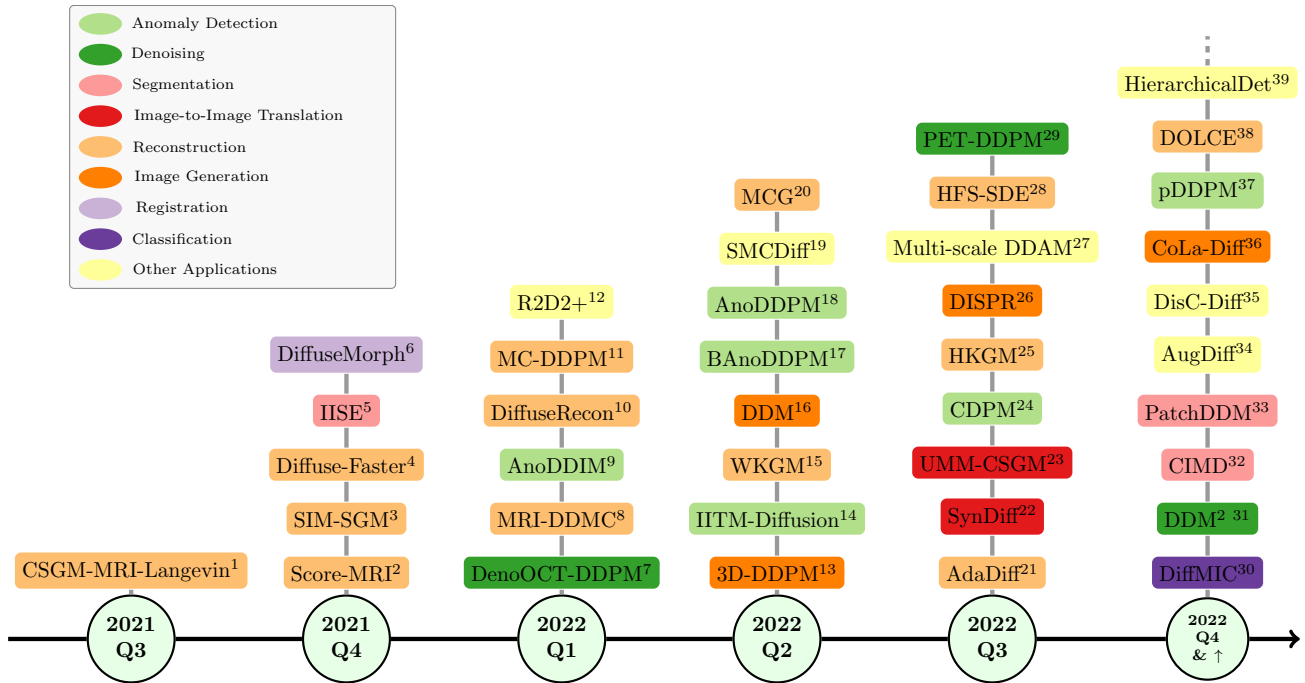 Anomaly Detection
Denoising
Segmentation
Image-to-Image Translation
Reconstruction
Image Generation
Registration
Classification
Other Applications
CSGM-MRI-Langevin¹
2021
Q3
DiffuseMorph⁶
IISE⁵
Diffuse-Faster⁴
SIM-SGM³
Score-MRI²
2021
Q4
R2D2+¹²
MC-DDPM¹¹
DiffuseRecon¹⁰
AnoDDIM⁹
MRI-DDMC⁸
DenoOCT-DDPM⁷
2022
Q1
MCG²⁰
SMCDiff¹⁹
AnoDDPM¹⁸
BAnoDDPM¹⁷
DDM¹⁶
WKGM¹⁵
IITM-Diffusion¹⁴
3D-DDPM¹³
2022
Q2
PET-DDPM²⁹
HFS-SDE²⁸
Multi-scale DDAM²⁷
DISPR²⁶
HKGM²⁵
CDPM²⁴
UMM-CSGM²³
SynDiff²²
AdaDiff²¹
2022
Q3
HierarchicalDet³⁹
DOLCE³⁸
pDDPM³⁷
CoLa-Diff³⁶
DisC-Diff³⁵
AugDiff³⁴
PatchDDM³³
CIMD³²
DDM² ³¹
DiffMIC³⁰
2022
Q4
& ↑